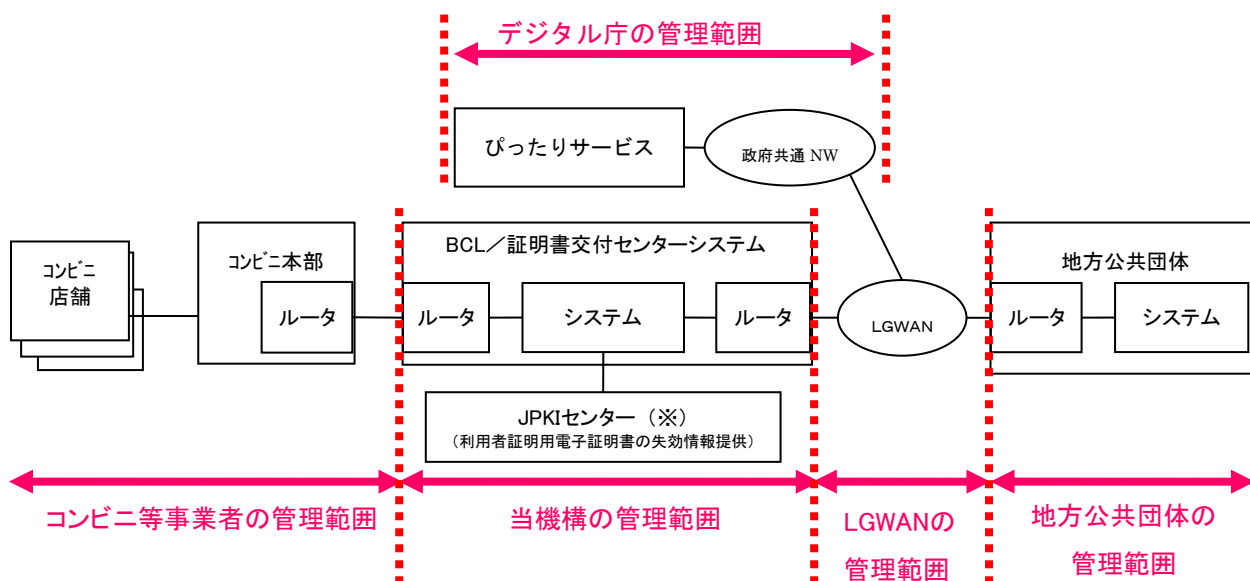 デジタル庁の管理範囲
ぴったりサービス
政府共通 NW
コンビニ
店舗
コンビニ本部
ルータ
BCL／証明書交付センターシステム
ルータ
システム
ルータ
LGWAN
地方公共団体
ルータ
システム
JPKIセンター（※）
（利用者証明用電子証明書の失効情報提供）
コンビニ等事業者の管理範囲
当機構の管理範囲
LGWANの
管理範囲
地方公共団体の
管理範囲